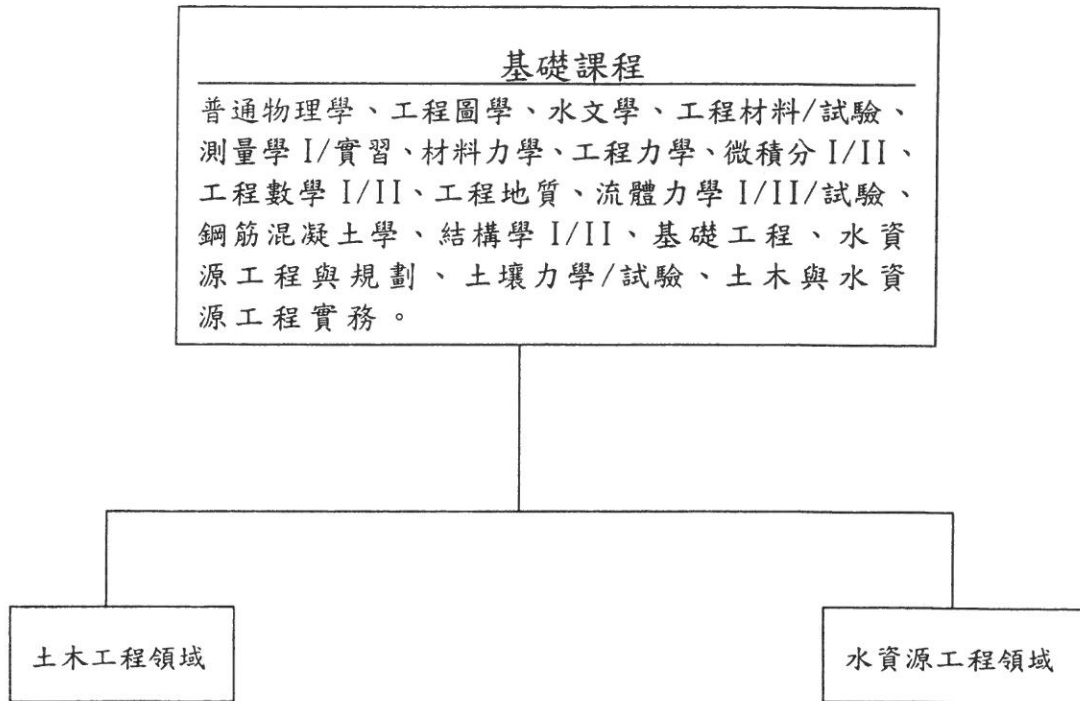 基礎課程
普通物理學、工程圖學、水文學、工程材料/試驗、
測量學 I/實習、材料力學、工程力學、微積分 I/II、
工程數學 I/II、工程地質、流體力學 I/II/試驗、
鋼筋混凝土學、結構學 I/II、基礎工程、水資
源工程與規劃、土壤力學/試驗、土木與水資
源工程實務。
土木工程領域
水資源工程領域